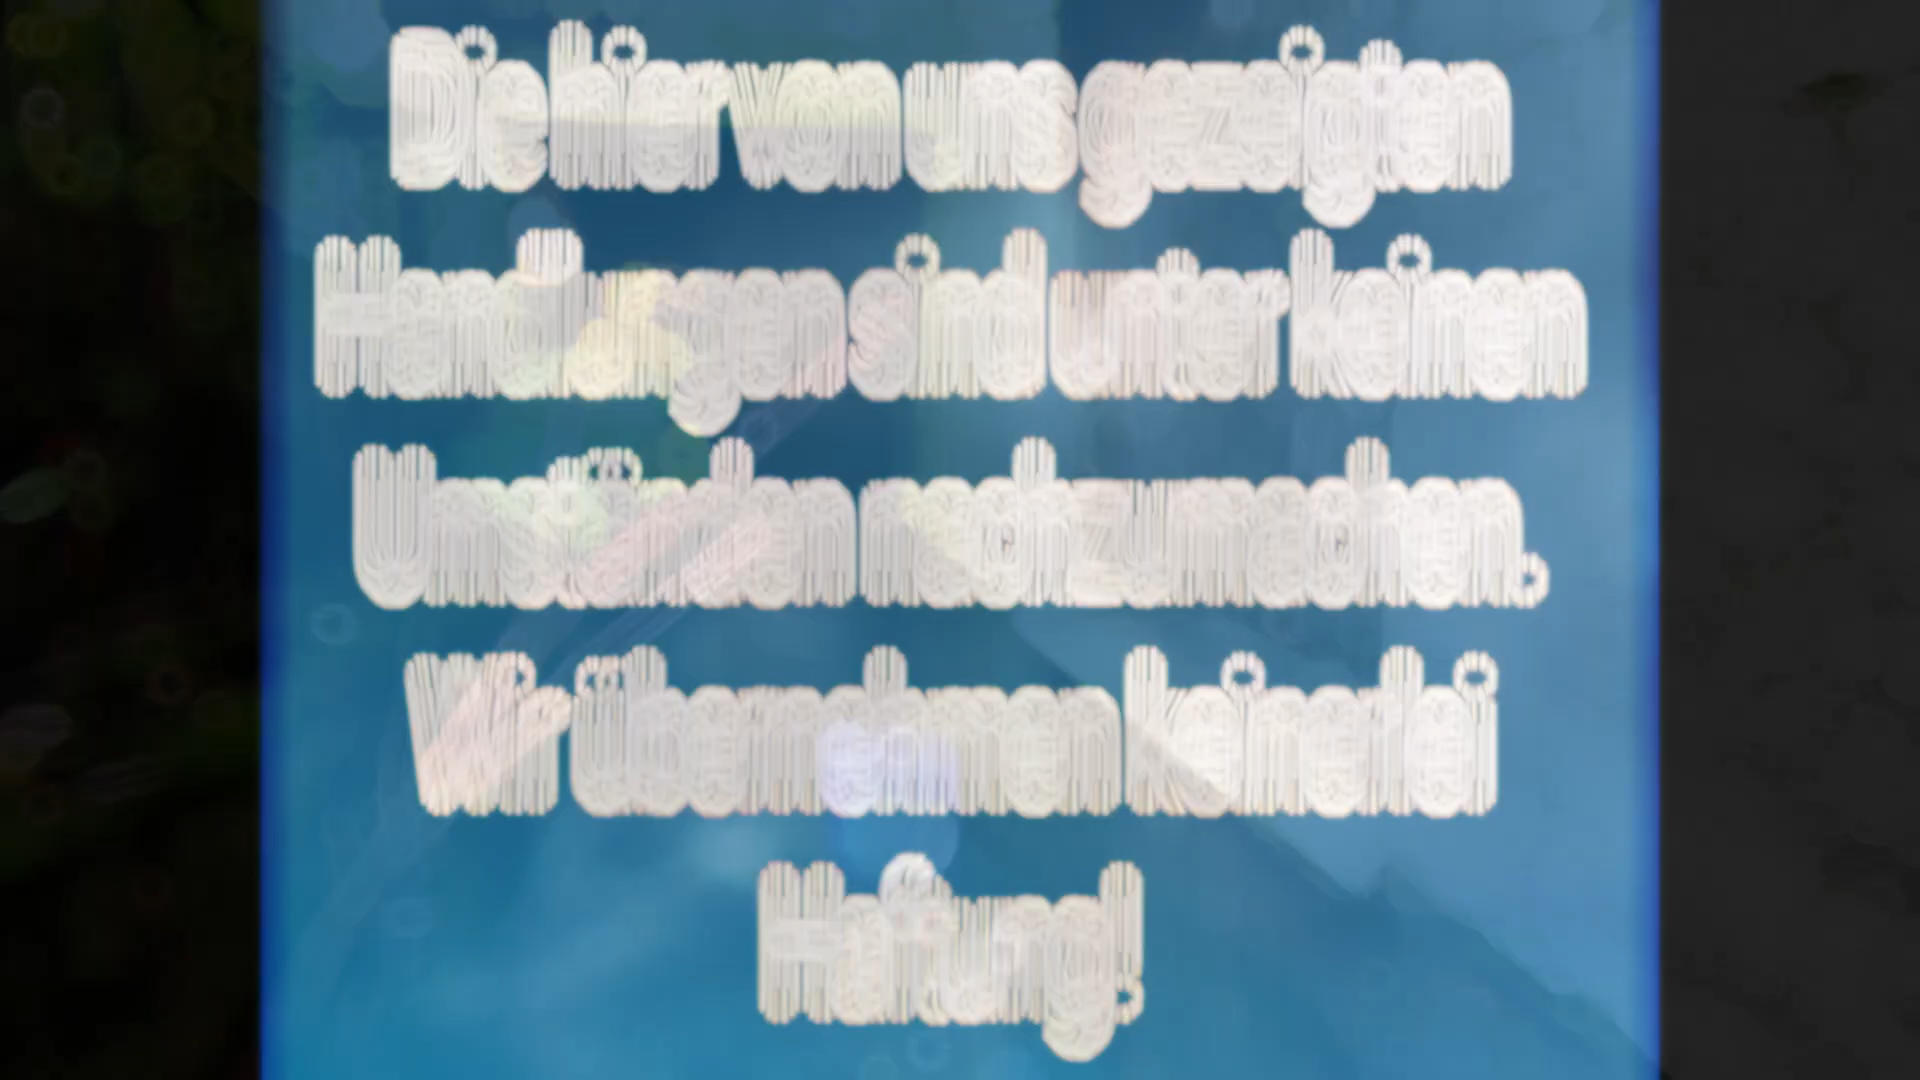 Die hier von uns gezeigten
Handlungen sind unter keinen
Umständen nachzumachen.
Wir übernehmen keinerlei
Haftung!